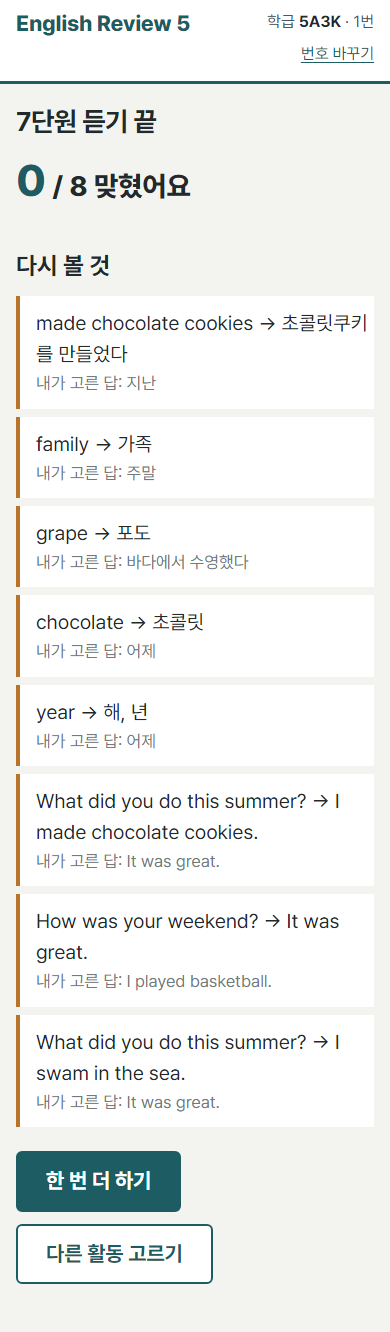 English Review 5
학급 5A3K · 1번
번호 바꾸기
7단원 듣기 끝
0 / 8 맞혔어요
다시 볼 것
made chocolate cookies → 초콜릿쿠키
를 만들었다
내가 고른 답: 지난
family → 가족
내가 고른 답: 주말
grape → 포도
내가 고른 답: 바다에서 수영했다
chocolate → 초콜릿
내가 고른 답: 어제
year → 해, 년
내가 고른 답: 어제
What did you do this summer? → I
made chocolate cookies.
내가 고른 답: It was great.
How was your weekend? → It was
great.
내가 고른 답: I played basketball.
What did you do this summer? → I
swam in the sea.
내가 고른 답: It was great.
한 번 더 하기
다른 활동 고르기